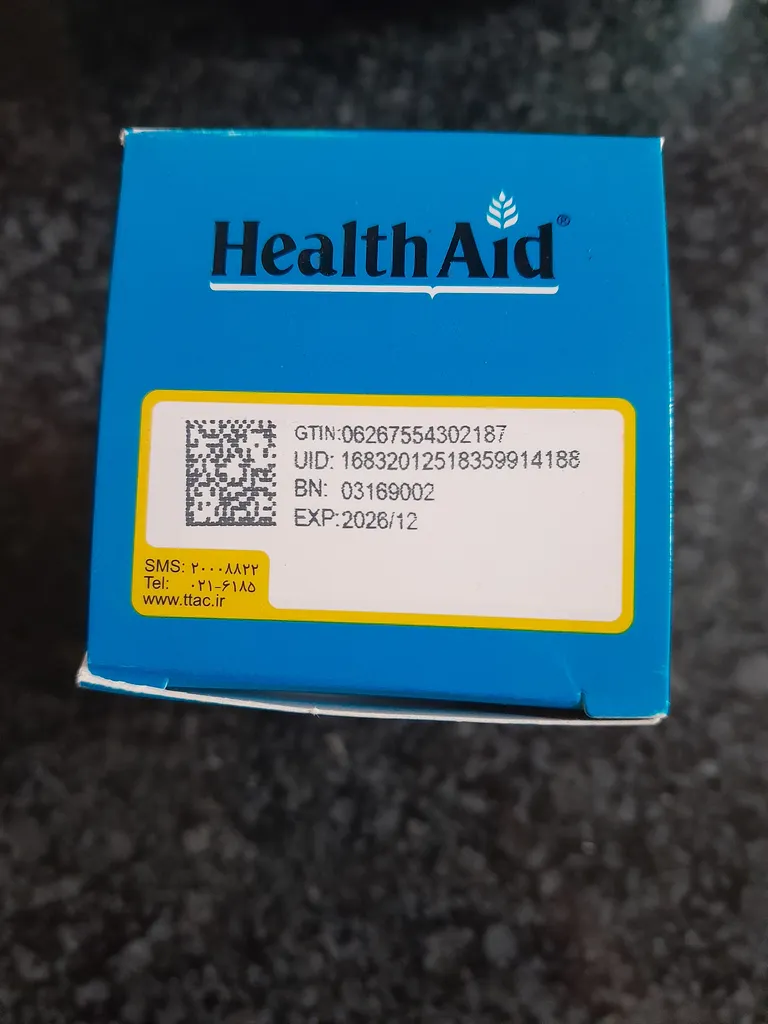 HealthAid®
GTIN:06267554302187
UID: 16832012518359914188
BN: 03169002
EXP:2026/12
SMS: ۲۰۰۰۸۸۲۲
Tel: ۰۲۱-۶۱۸۵
www.ttac.ir